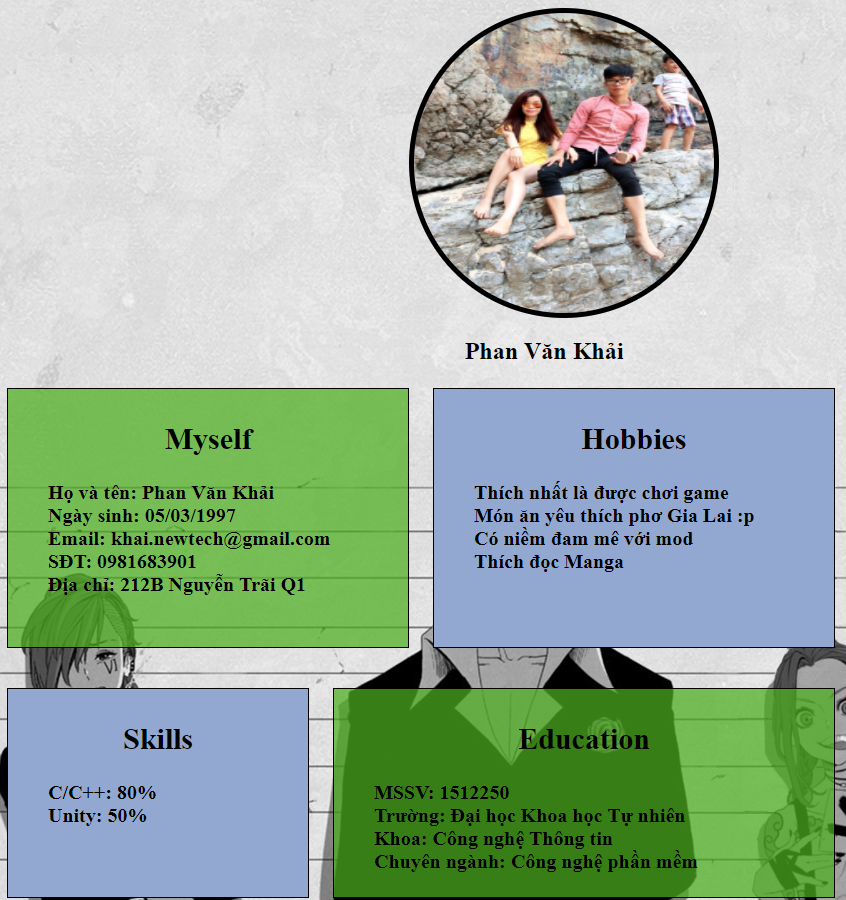 Phan Văn Khải
Myself
Họ và tên: Phan Văn Khải
Ngày sinh: 05/03/1997
Email: khai.newtech@gmail.com
SĐT: 0981683901
Địa chỉ: 212B Nguyễn Trãi Q1
Hobbies
Thích nhất là được chơi game
Món ăn yêu thích phơ Gia Lai :p
Có niềm đam mê với mod
Thích đọc Manga
Skills
C/C++: 80%
Unity: 50%
Education
MSSV: 1512250
Trường: Đại học Khoa học Tự nhiên
Khoa: Công nghệ Thông tin
Chuyên ngành: Công nghệ phần mềm